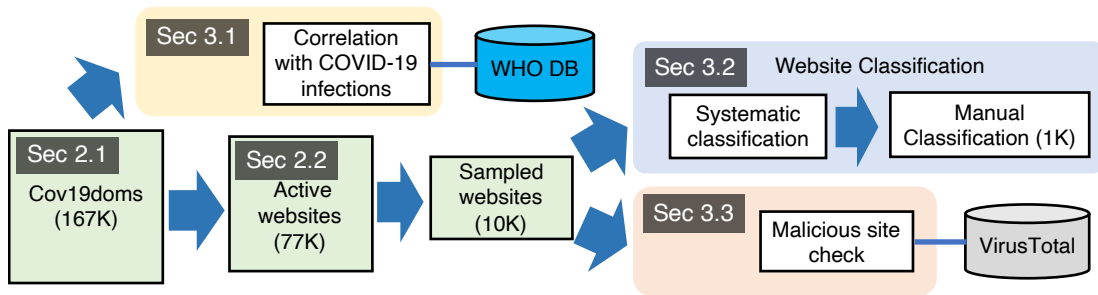 Sec 3.1
Correlation
with COVID-19
infections
WHO DB
Sec 2.1
Cov19doms
(167K)
Sec 2.2
Active
websites
(77K)
Sampled
websites
(10K)
Sec 3.2
Website Classification
Systematic
classification
Manual
Classification (1K)
Sec 3.3
Malicious site
check
VirusTotal